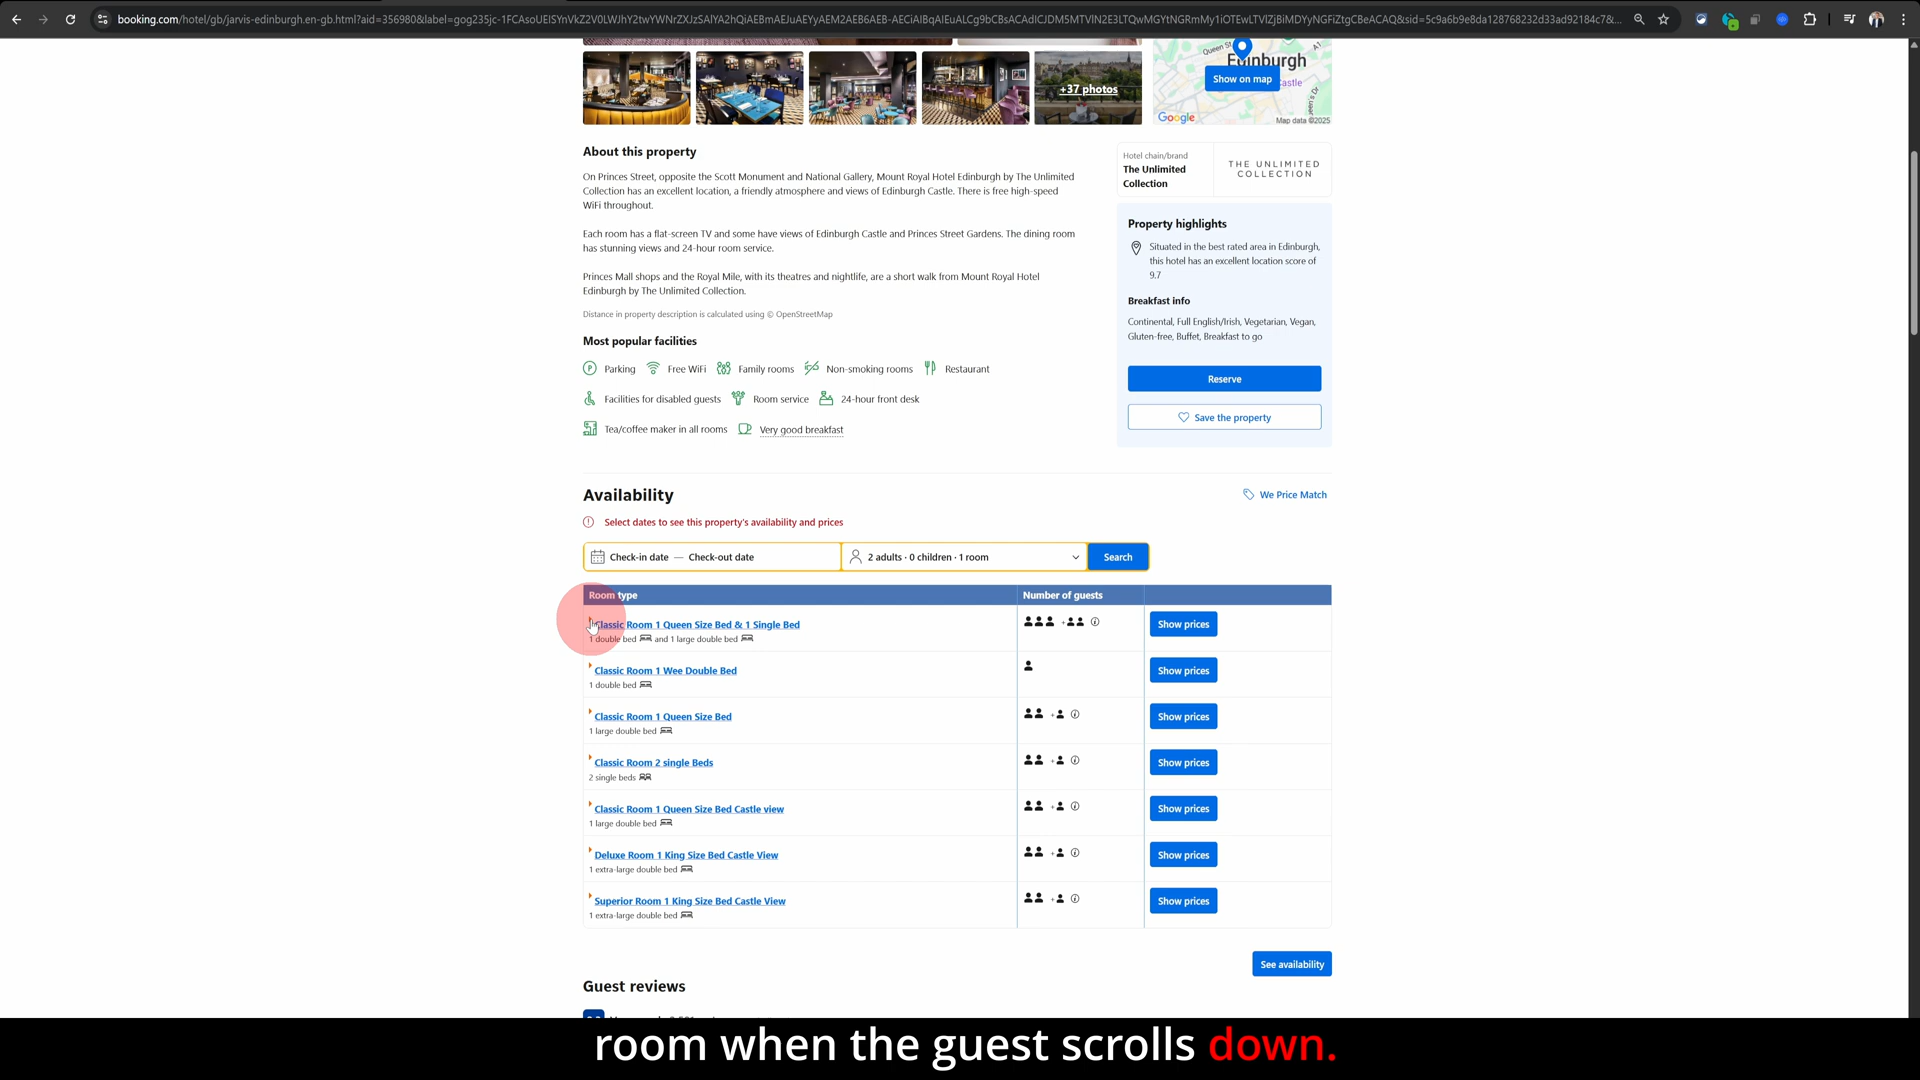 booking.com/hotel/gb/jarvis-edinburgh.en-gb.html?aid=356980&label=
+37 photos
Queen St
Edinburgh
Castle
Show on map
Google
Map data ©2025
About this property
On Princes Street, opposite the Scott Monument and National Gallery, Mount Royal Hotel Edinburgh by The Unlimited
Collection has an excellent location, a friendly atmosphere and views of Edinburgh Castle. There is free high-speed
WiFi throughout.
Each room has a flat-screen TV and some have views of Edinburgh Castle and Princes Street Gardens. The dining room
has stunning views and 24-hour room service.
Princes Mall shops and the Royal Mile, with its theatres and nightlife, are a short walk from Mount Royal Hotel
Edinburgh by The Unlimited Collection.
Distance in property description is calculated using © OpenStreetMap
Most popular facilities
Parking Free WiFi Family rooms Non-smoking rooms Restaurant
Facilities for disabled guests Room service 24-hour front desk
Tea/coffee maker in all rooms Very good breakfast
Hotel chain/brand
The Unlimited
Collection
THE UNLIMITED
COLLECTION
Property highlights
Situated in the best rated area in Edinburgh,
this hotel has an excellent location score of
9.7
Breakfast info
Continental, Full English/Irish, Vegetarian, Vegan,
Gluten-free, Buffet, Breakfast to go
Reserve
Save the property
Availability
We Price Match
Select dates to see this property's availability and prices
Check-in date — Check-out date 2 adults · 0 children · 1 room Search
Room type Number of guests
Classic Room 1 Queen Size Bed & 1 Single Bed Show prices
1 double bed and 1 large double bed
Classic Room 1 Wee Double Bed Show prices
1 double bed
Classic Room 1 Queen Size Bed Show prices
1 large double bed
Classic Room 2 single Beds Show prices
2 single beds
Classic Room 1 Queen Size Bed Castle view Show prices
1 large double bed
Deluxe Room 1 King Size Bed Castle View Show prices
1 extra-large double bed
Superior Room 1 King Size Bed Castle View Show prices
1 extra-large double bed
See availability
Guest reviews
room when the guest scrolls down.